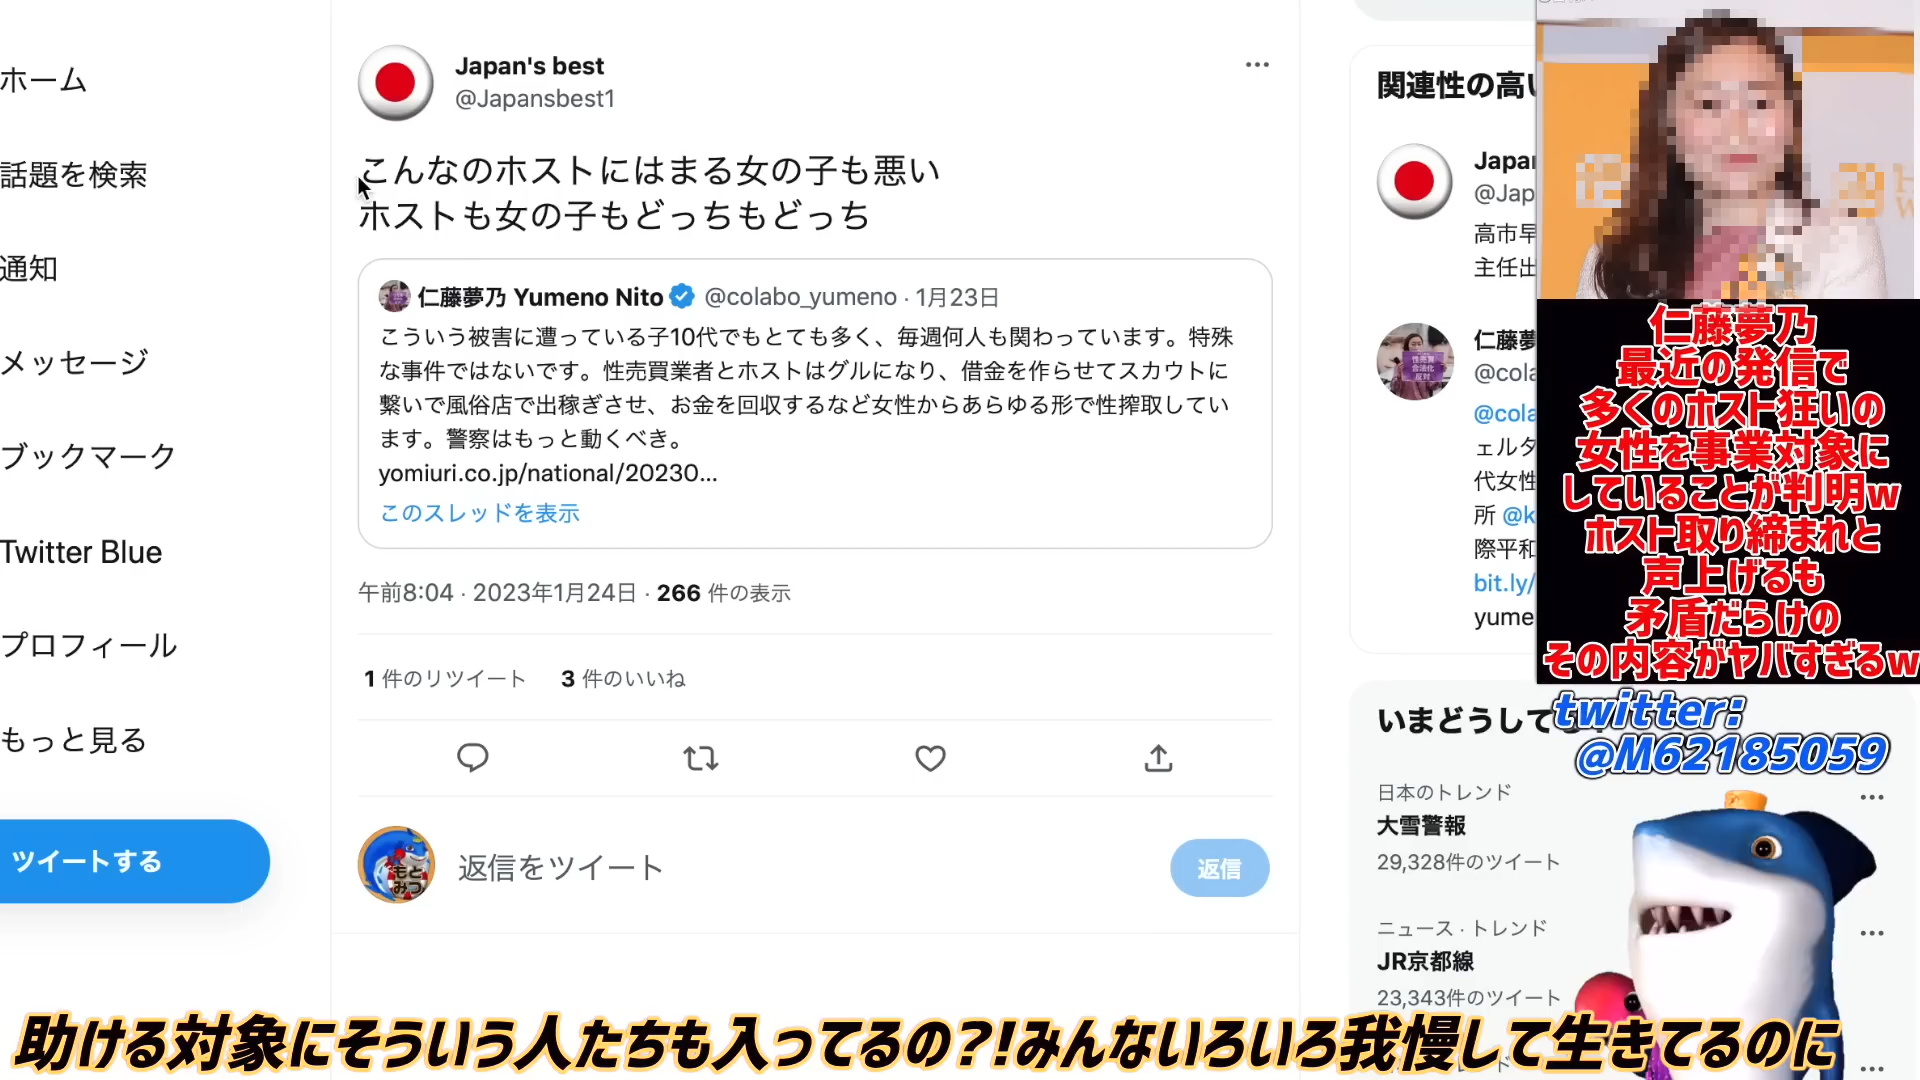 ホーム
話題を検索
通知
メッセージ
ブックマーク
Twitter Blue
プロフィール
もっと見る
ツイートする
Japan's best
@Japansbest1
こんなのホストにはまる女の子も悪い
ホストも女の子もどっちもどっち
仁藤夢乃 Yumeno Nito @colabo_yumeno · 1月23日
こういう被害に遭っている子10代でもとても多く、毎週何人も関わっています。特殊
な事件ではないです。性売買業者とホストはグルになり、借金を作らせてスカウトに
繋いで風俗店で出稼ぎさせ、お金を回収するなど女性からあらゆる形で性搾取してい
ます。警察はもっと動くべき。
yomiuri.co.jp/national/20230...
このスレッドを表示
午前8:04 · 2023年1月24日 · 266 件の表示
1 件のリツイート 3 件のいいね
もと
みつ
返信をツイート
返信
関連性の高い
Japan
@Jap
高市早
主任出
仁藤夢
@cola
@cola
ェルタ
代女性
所 @k
際平和
bit.ly/
yume
性売買
合法化
反対
仁藤夢乃
最近の発信で
多くのホスト狂いの
女性を事業対象に
していることが判明w
ホスト取り締まれと
声上げるも
矛盾だらけの
その内容がヤバすぎるw
twitter:
@M62185059
いまどうして
日本のトレンド
大雪警報
29,328件のツイート
ニュース · トレンド
JR京都線
23,343件のツイート
助ける対象にそういう人たちも入ってるの?!みんないろいろ我慢して生きてるのに